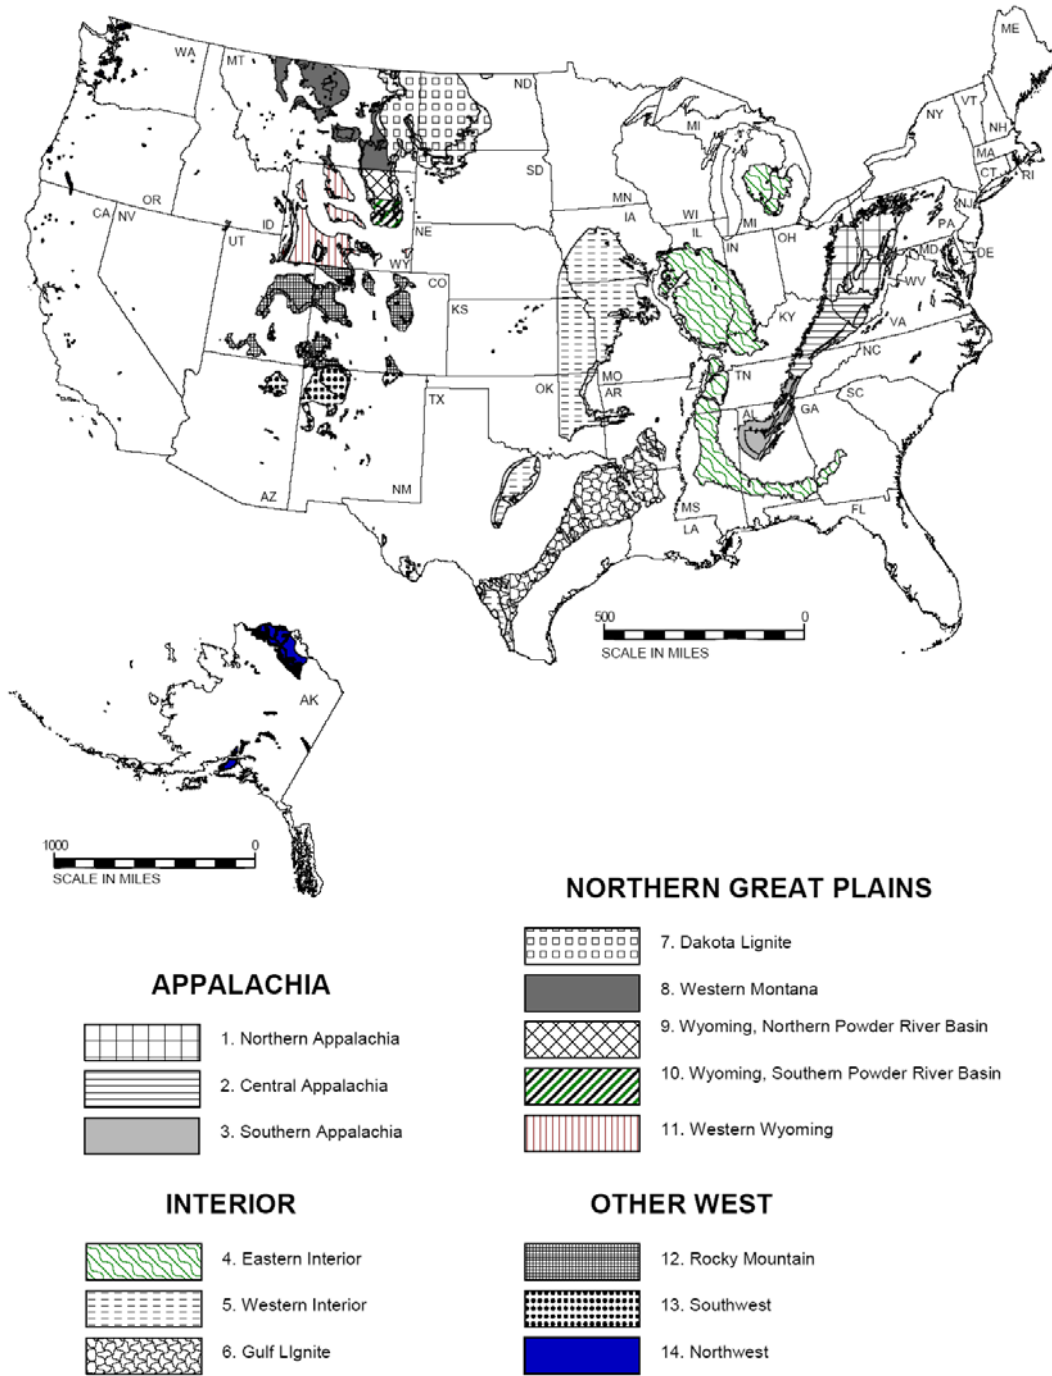 ME
WA
MT
ND
VT
NY
MI
NH
MA
CT
RI
SD
OR
MN
NJ
CA
NV
ID
IA
WI
MI
PA
UT
NE
IL
IN
OH
MD
DE
WY
WV
CO
KS
KY
VA
NC
MO
TN
OK
AR
TX
AL
GA
SC
AZ
NM
MS
FL
LA
500 0
SCALE IN MILES
AK
1000 0
SCALE IN MILES
NORTHERN GREAT PLAINS
7. Dakota Lignite
8. Western Montana
9. Wyoming, Northern Powder River Basin
10. Wyoming, Southern Powder River Basin
11. Western Wyoming
APPALACHIA
1. Northern Appalachia
2. Central Appalachia
3. Southern Appalachia
INTERIOR
4. Eastern Interior
5. Western Interior
6. Gulf LIgnite
OTHER WEST
12. Rocky Mountain
13. Southwest
14. Northwest